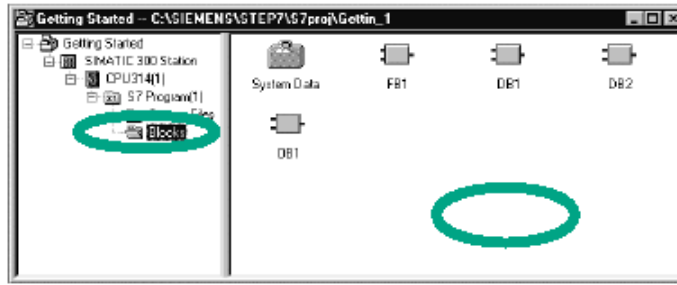 Getting Started -- C:\SIEMENS\STEP7\S7proj\Gettin_1
Getting Started
SIMATIC 300 Station
CPU314(1)
S7 Program(1)
Files
Blocks
System Data
FB1
DB1
DB2
OB1